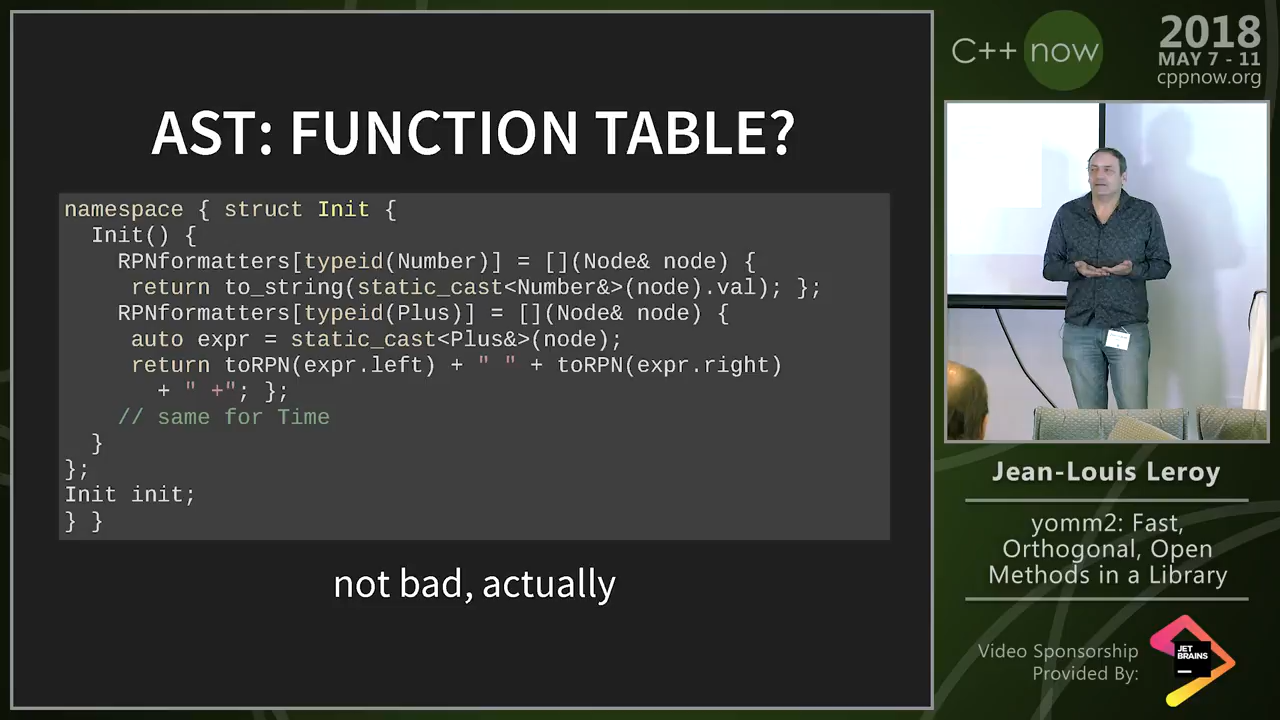 AST: FUNCTION TABLE?
namespace { struct Init {
  Init() {
    RPNformatters[typeid(Number)] = [](Node& node) {
     return to_string(static_cast<Number&>(node).val); };
    RPNformatters[typeid(Plus)] = [](Node& node) {
     auto expr = static_cast<Plus&>(node);
     return toRPN(expr.left) + " " + toRPN(expr.right)
       + " +"; };
    // same for Time
  }
};
Init init;
} }
not bad, actually
C++ now
2018
MAY 7 - 11
cppnow.org
Jean-Louis Leroy
yomm2: Fast,
Orthogonal, Open
Methods in a Library
Video Sponsorship
Provided By:
JET
BRAINS